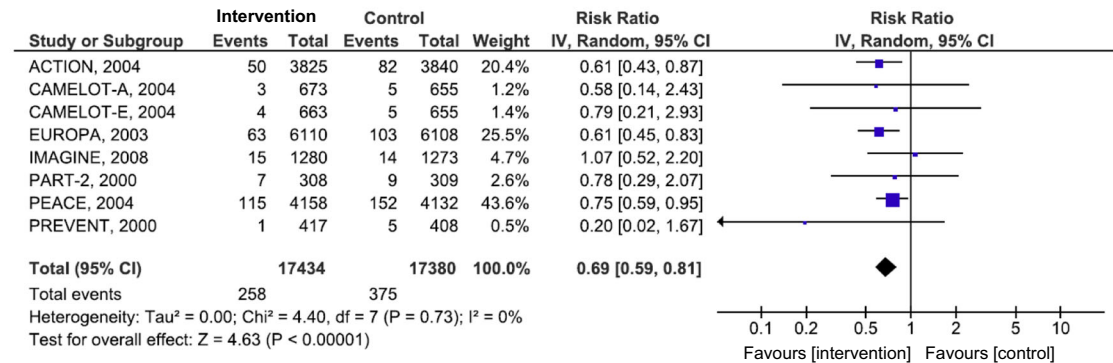 Intervention Control Risk Ratio Risk Ratio
Study or Subgroup Events Total Events Total Weight IV, Random, 95% CI IV, Random, 95% CI
ACTION, 2004 50 3825 82 3840 20.4% 0.61 [0.43, 0.87]
CAMELOT-A, 2004 3 673 5 655 1.2% 0.58 [0.14, 2.43]
CAMELOT-E, 2004 4 663 5 655 1.4% 0.79 [0.21, 2.93]
EUROPA, 2003 63 6110 103 6108 25.5% 0.61 [0.45, 0.83]
IMAGINE, 2008 15 1280 14 1273 4.7% 1.07 [0.52, 2.20]
PART-2, 2000 7 308 9 309 2.6% 0.78 [0.29, 2.07]
PEACE, 2004 115 4158 152 4132 43.6% 0.75 [0.59, 0.95]
PREVENT, 2000 1 417 5 408 0.5% 0.20 [0.02, 1.67]
Total (95% CI) 17434 17380 100.0% 0.69 [0.59, 0.81]
Total events 258 375
Heterogeneity: Tau² = 0.00; Chi² = 4.40, df = 7 (P = 0.73); I² = 0%
Test for overall effect: Z = 4.63 (P < 0.00001)
0.1 0.2 0.5 1 2 5 10
Favours [intervention] Favours [control]